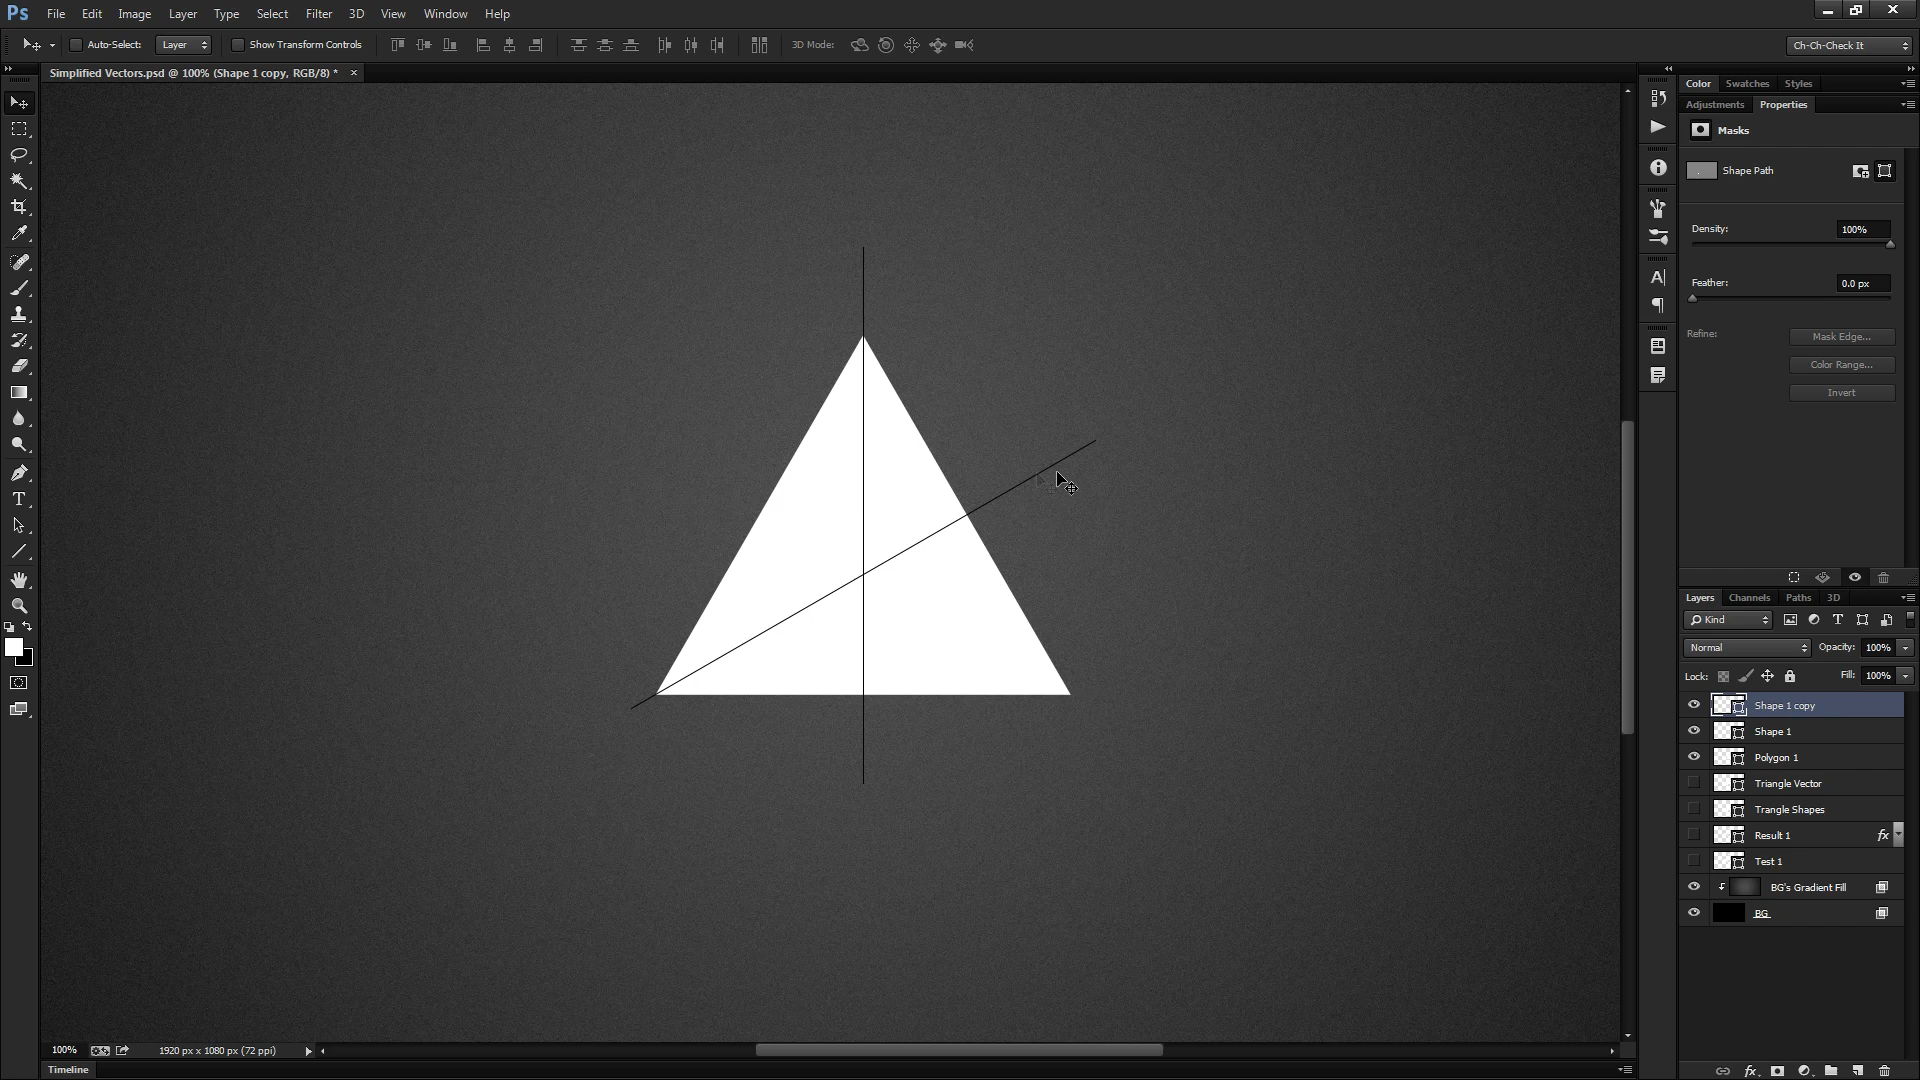 Ps File Edit Image Layer Type Select Filter 3D View Window Help
Auto-Select: Layer Show Transform Controls 3D Mode: Ch-Ch-Check It
Simplified Vectors.psd @ 100% (Shape 1 copy, RGB/8) *
Color Swatches Styles
Adjustments Properties
Masks
Shape Path
Density: 100%
Feather: 0.0 px
Refine: Mask Edge...
Color Range...
Invert
Layers Channels Paths 3D
Kind
Normal Opacity: 100%
Lock: Fill: 100%
Shape 1 copy
Shape 1
Polygon 1
Triangle Vector
Trangle Shapes
Result 1 fx
Test 1
BG's Gradient Fill
BG
100% 1920 px x 1080 px (72 ppi)
Timeline